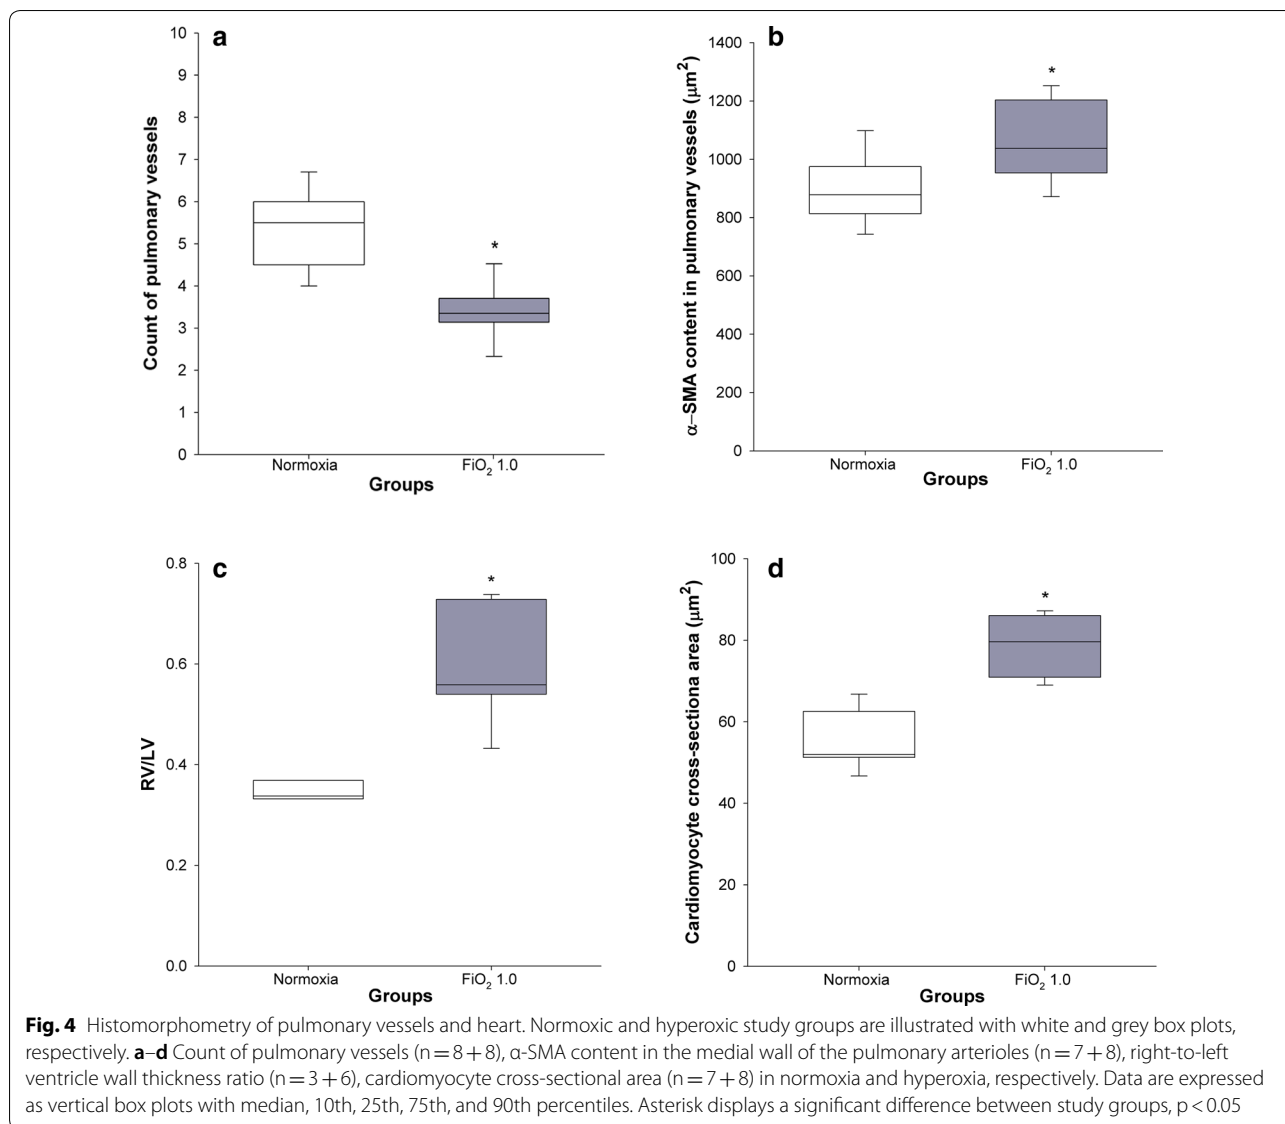 a
10
9
8
7
6
5
4
3
2
1
0
Count of pulmonary vessels
*
Normoxia
FiO2 1.0
Groups
b
1400
1200
1000
800
600
400
200
0
α–SMA content in pulmonary vessels (μm2)
*
Normoxia
FiO2 1.0
Groups
c
0.8
0.6
0.4
0.2
0.0
RV/LV
*
Normoxia
FiO2 1.0
Groups
d
100
80
60
40
20
0
Cardiomyocyte cross-sectiona area (μm2)
*
Normoxia
FiO2 1.0
Groups
Fig. 4 Histomorphometry of pulmonary vessels and heart. Normoxic and hyperoxic study groups are illustrated with white and grey box plots,
respectively. a–d Count of pulmonary vessels (n = 8 + 8), α-SMA content in the medial wall of the pulmonary arterioles (n = 7 + 8), right-to-left
ventricle wall thickness ratio (n = 3 + 6), cardiomyocyte cross-sectional area (n = 7 + 8) in normoxia and hyperoxia, respectively. Data are expressed
as vertical box plots with median, 10th, 25th, 75th, and 90th percentiles. Asterisk displays a significant difference between study groups, p < 0.05